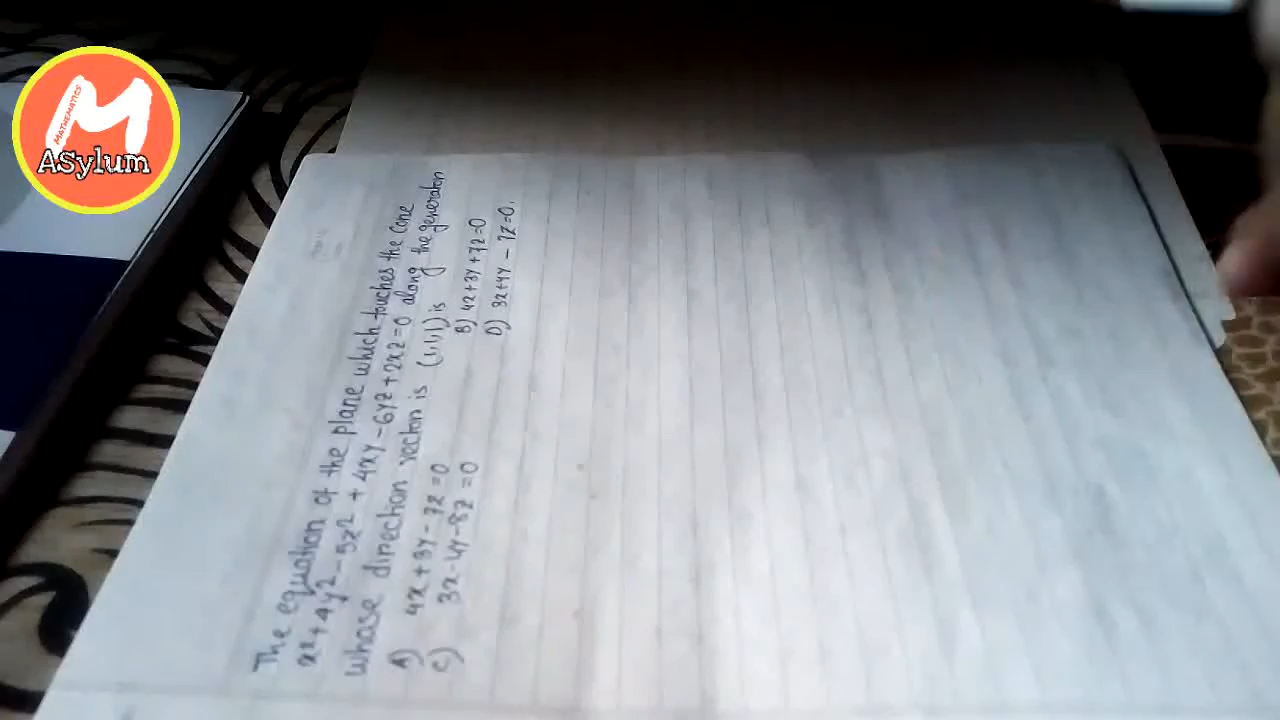 MATHEMATICS
M
Asylum
The equation of the plane which touches the Cone
x²+4y²-5z²+4xy-6yz+2xz=0 along the generator
whose direction vector is (1,1,1) is
A) 4x+3y-7z=0 B) 4x+3y+7z=0
C) 3x-4y-8z=0 D) 3x+4y-7z=0.